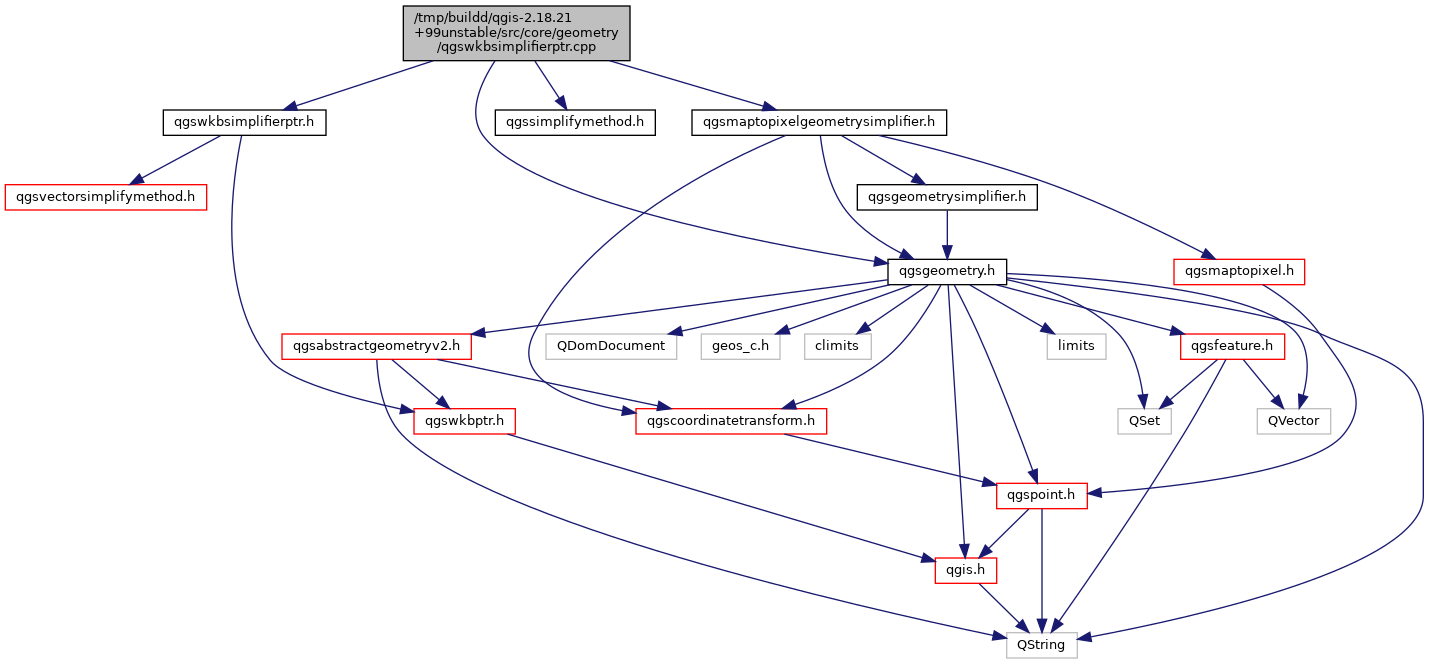 /tmp/buildd/qgis-2.18.21
+99unstable/src/core/geometry
/qgswkbsimplifierptr.cpp
qgswkbsimplifierptr.h
qgssimplifymethod.h
qgsmaptopixelgeometrysimplifier.h
qgsvectorsimplifymethod.h
qgsgeometrysimplifier.h
qgsgeometry.h
qgsmaptopixel.h
qgsabstractgeometryv2.h
QDomDocument
geos_c.h
climits
limits
qgsfeature.h
qgswkbptr.h
qgscoordinatetransform.h
QSet
QVector
qgspoint.h
qgis.h
QString